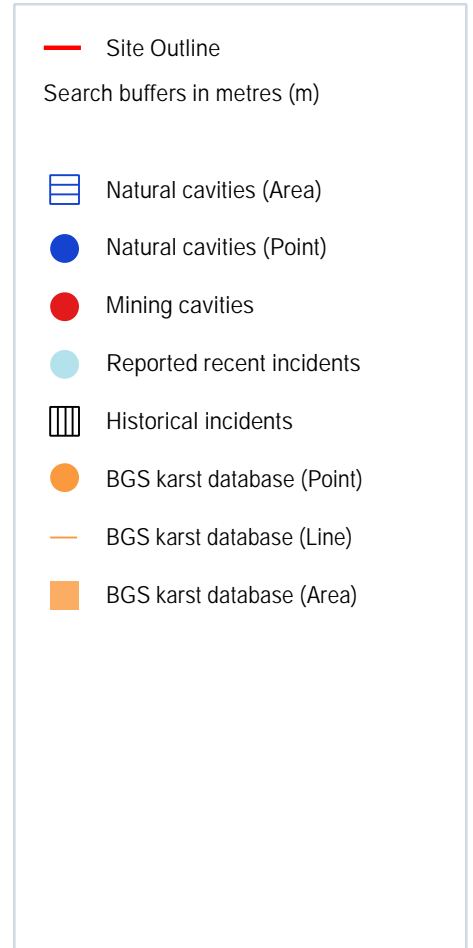 Site Outline
Search buffers in metres (m)
Natural cavities (Area)
Natural cavities (Point)
Mining cavities
Reported recent incidents
Historical incidents
BGS karst database (Point)
BGS karst database (Line)
BGS karst database (Area)